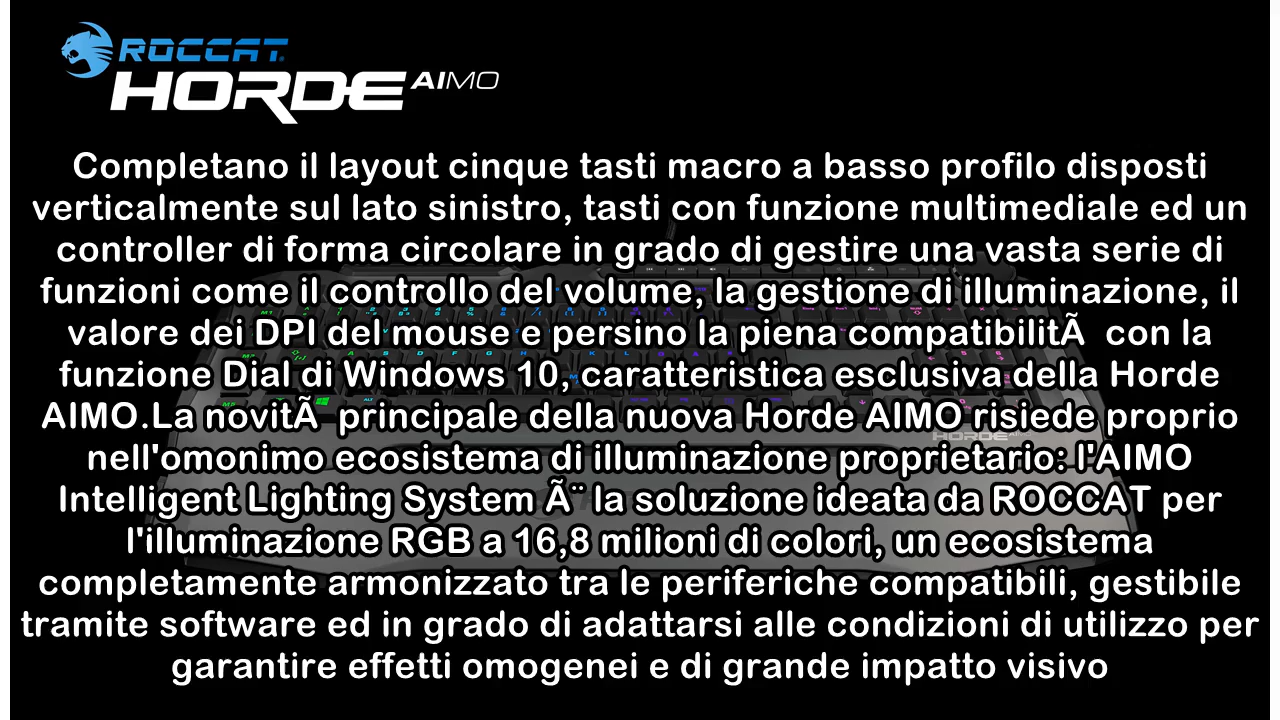 ROCCAT
HORDE AIMO
Completano il layout cinque tasti macro a basso profilo disposti
verticalmente sul lato sinistro, tasti con funzione multimediale ed un
controller di forma circolare in grado di gestire una vasta serie di
funzioni come il controllo del volume, la gestione di illuminazione, il
valore dei DPI del mouse e persino la piena compatibilitÃ  con la
funzione Dial di Windows 10, caratteristica esclusiva della Horde
AIMO.La novitÃ  principale della nuova Horde AIMO risiede proprio
nell'omonimo ecosistema di illuminazione proprietario: l'AIMO
Intelligent Lighting System Ã¨ la soluzione ideata da ROCCAT per
l'illuminazione RGB a 16,8 milioni di colori, un ecosistema
completamente armonizzato tra le periferiche compatibili, gestibile
tramite software ed in grado di adattarsi alle condizioni di utilizzo per
garantire effetti omogenei e di grande impatto visivo
HORDE AIMO